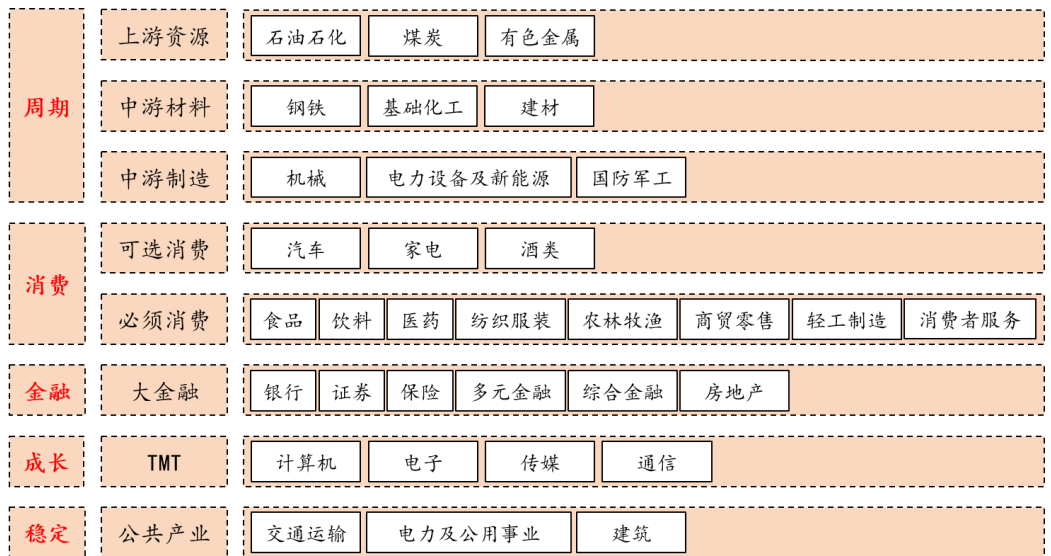 上游资源 石油石化 煤炭 有色金属
周期 中游材料 钢铁 基础化工 建材
中游制造 机械 电力设备及新能源 国防军工
可选消费 汽车 家电 酒类
消费
必须消费 食品 饮料 医药 纺织服装 农林牧渔 商贸零售 轻工制造 消费者服务
金融 大金融 银行 证券 保险 多元金融 综合金融 房地产
成长 TMT 计算机 电子 传媒 通信
稳定 公共产业 交通运输 电力及公用事业 建筑